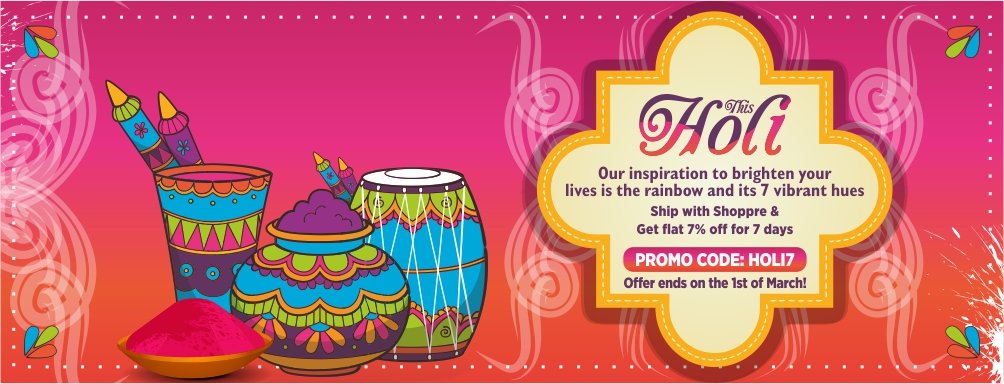 This
Holi
Our inspiration to brighten your
lives is the rainbow and its 7 vibrant hues
Ship with Shoppre &
Get flat 7% off for 7 days
PROMO CODE: HOLI7
Offer ends on the 1st of March!